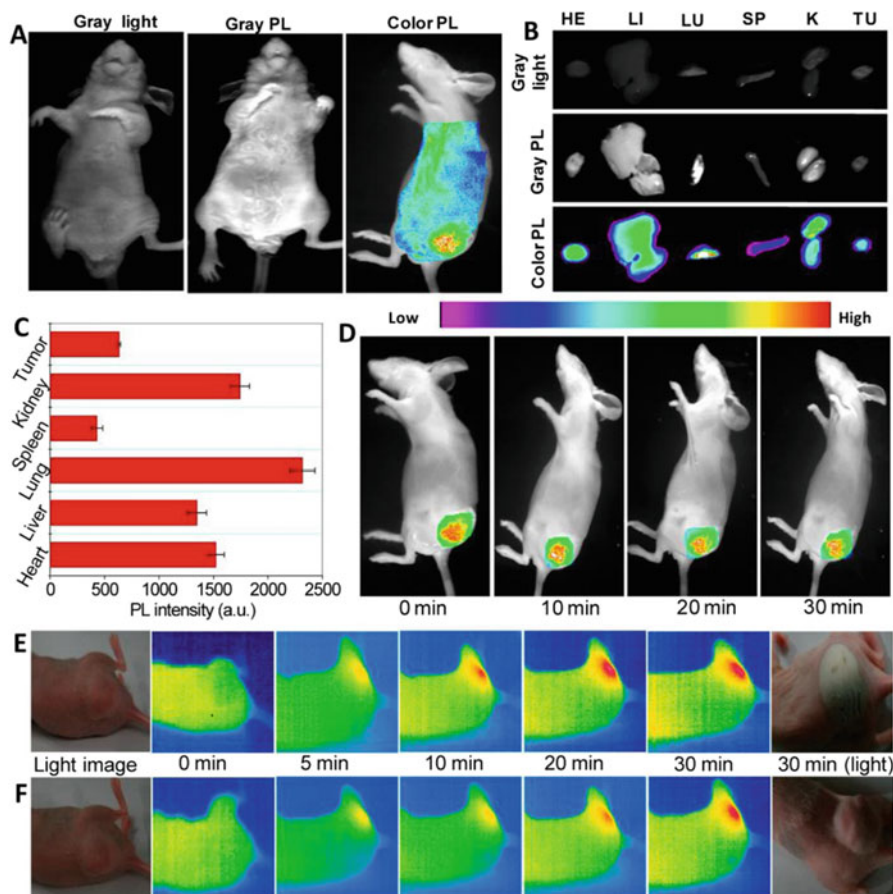 A
Gray light
Gray PL
Color PL
B
HE LI LU SP K TU
Gray light
Gray PL
Color PL
Low
High
C
Tumor
Kidney
Spleen
Lung
Liver
Heart
0 500 1000 1500 2000 2500
PL intensity (a.u.)
D
0 min 10 min 20 min 30 min
E
Light image 0 min 5 min 10 min 20 min 30 min 30 min (light)
F